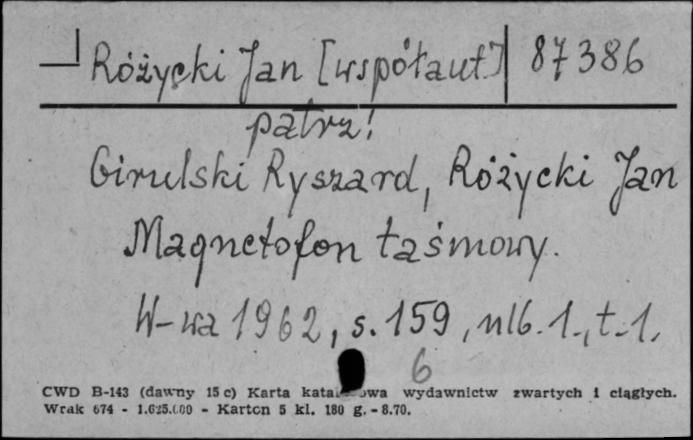 Różycki Jan [współaut] 87386
patrz!
Girulski Ryszard, Różycki Jan
Magnetofon taśmowy.
W-wa 1962, s. 159, nlb. 1., t. 1.
6
CWD B-143 (dawny 15 c) Karta wydawnictw zwartych i ciągłych.
Wrak 674 - 1.625.000 - Karton 5 kl. 180 g. - 8.70.